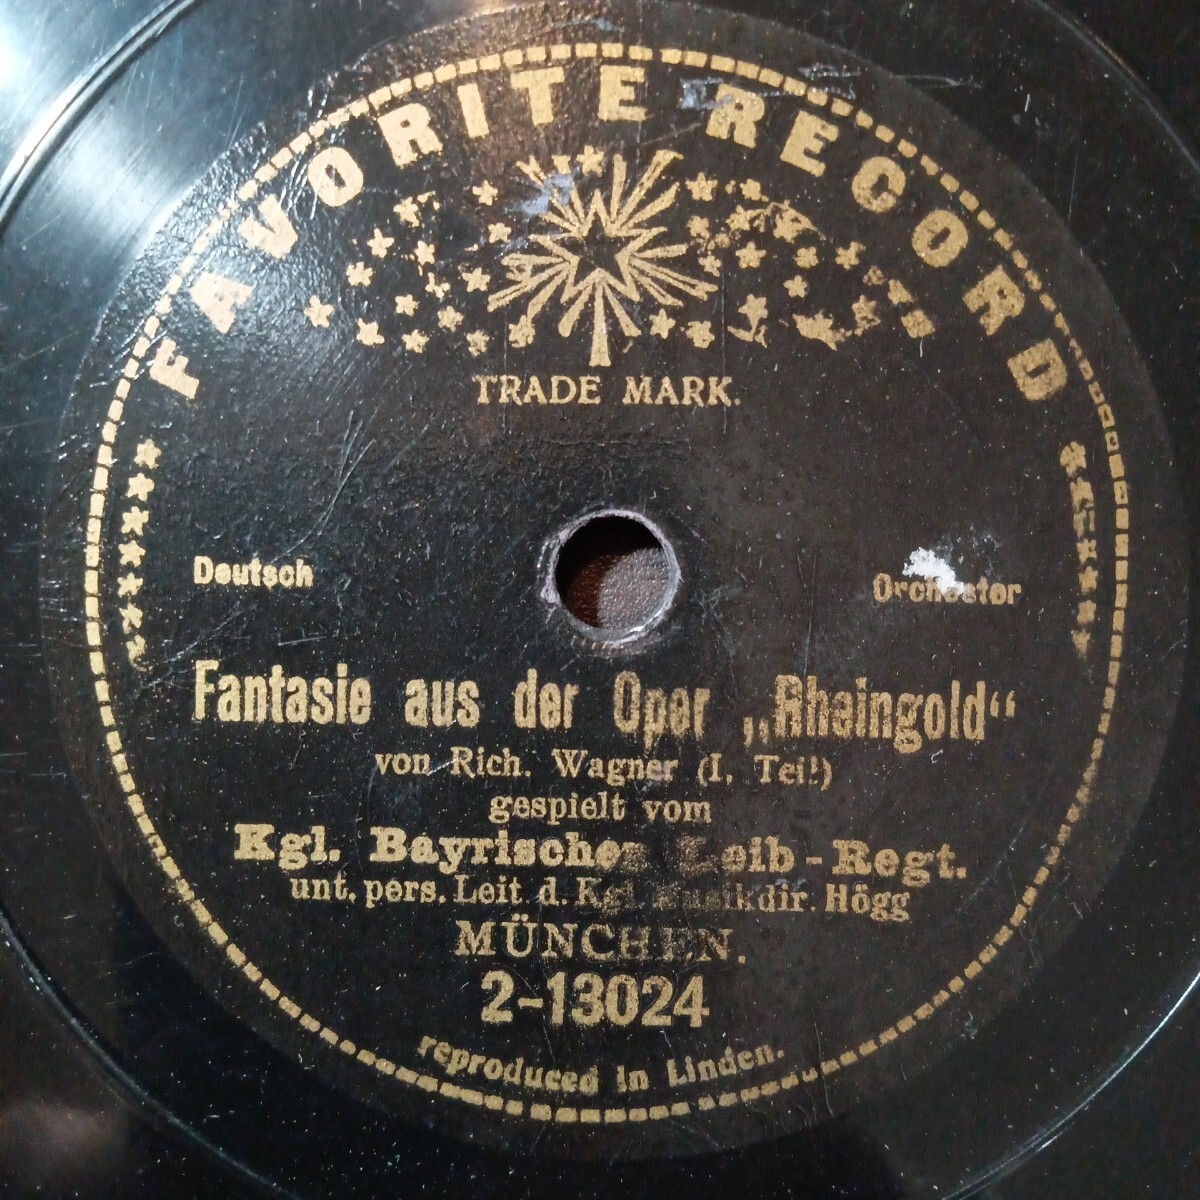 FAVORITE RECORD
TRADE MARK.
Deutsch
Orchester
Fantasie aus der Oper „Rheingold“
von Rich. Wagner (I. Teil)
gespielt vom
Kgl. Bayrischen Leib-Regt.
unt. pers. Leit d. Kgl. Musikdir. Högg
MÜNCHEN.
2-13024
reproduced in Linden.